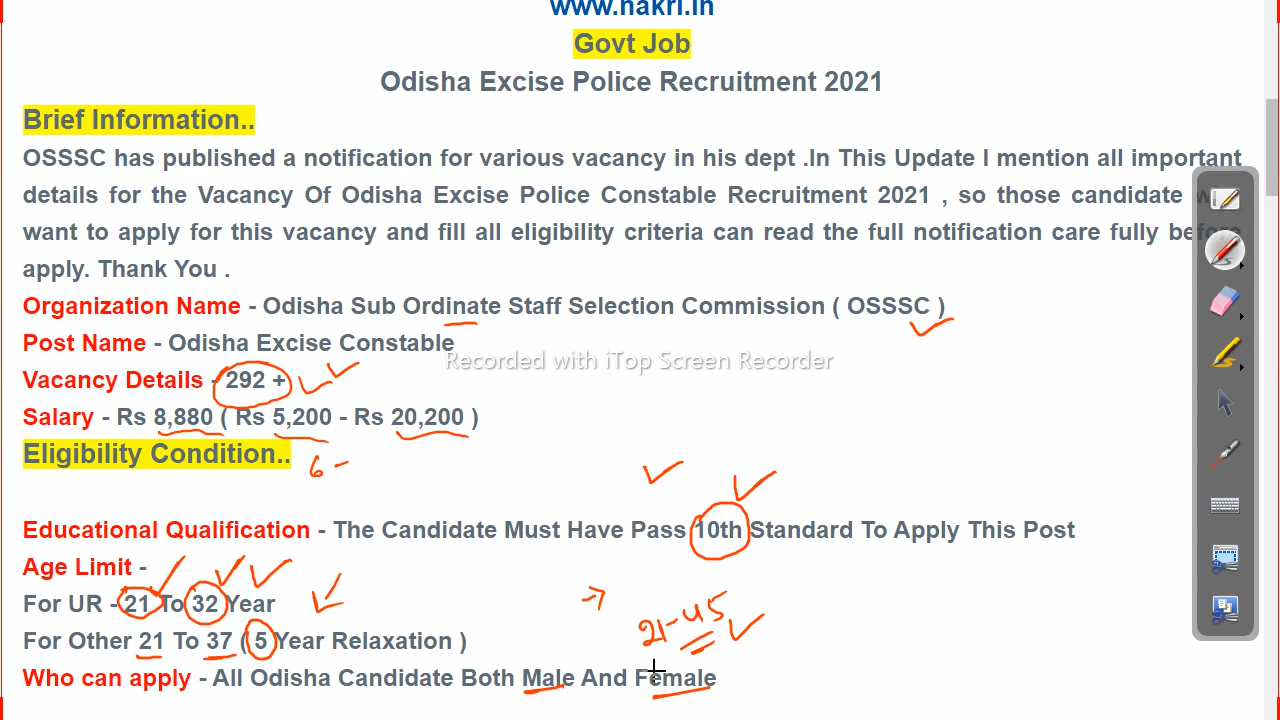 www.nakri.in
Govt Job
Odisha Excise Police Recruitment 2021
Brief Information..
OSSSC has published a notification for various vacancy in his dept .In This Update I mention all important
details for the Vacancy Of Odisha Excise Police Constable Recruitment 2021 , so those candidate
want to apply for this vacancy and fill all eligibility criteria can read the full notification care fully before
apply. Thank You .
Organization Name - Odisha Sub Ordinate Staff Selection Commission ( OSSSC )
Post Name - Odisha Excise Constable
Recorded with iTop Screen Recorder
Vacancy Details - 292 +
Salary - Rs 8,880 ( Rs 5,200 - Rs 20,200 )
Eligibility Condition..
6 -
Educational Qualification - The Candidate Must Have Pass 10th Standard To Apply This Post
Age Limit -
For UR - 21 To 32 Year
21-45
For Other 21 To 37 ( 5 Year Relaxation )
Who can apply - All Odisha Candidate Both Male And Female